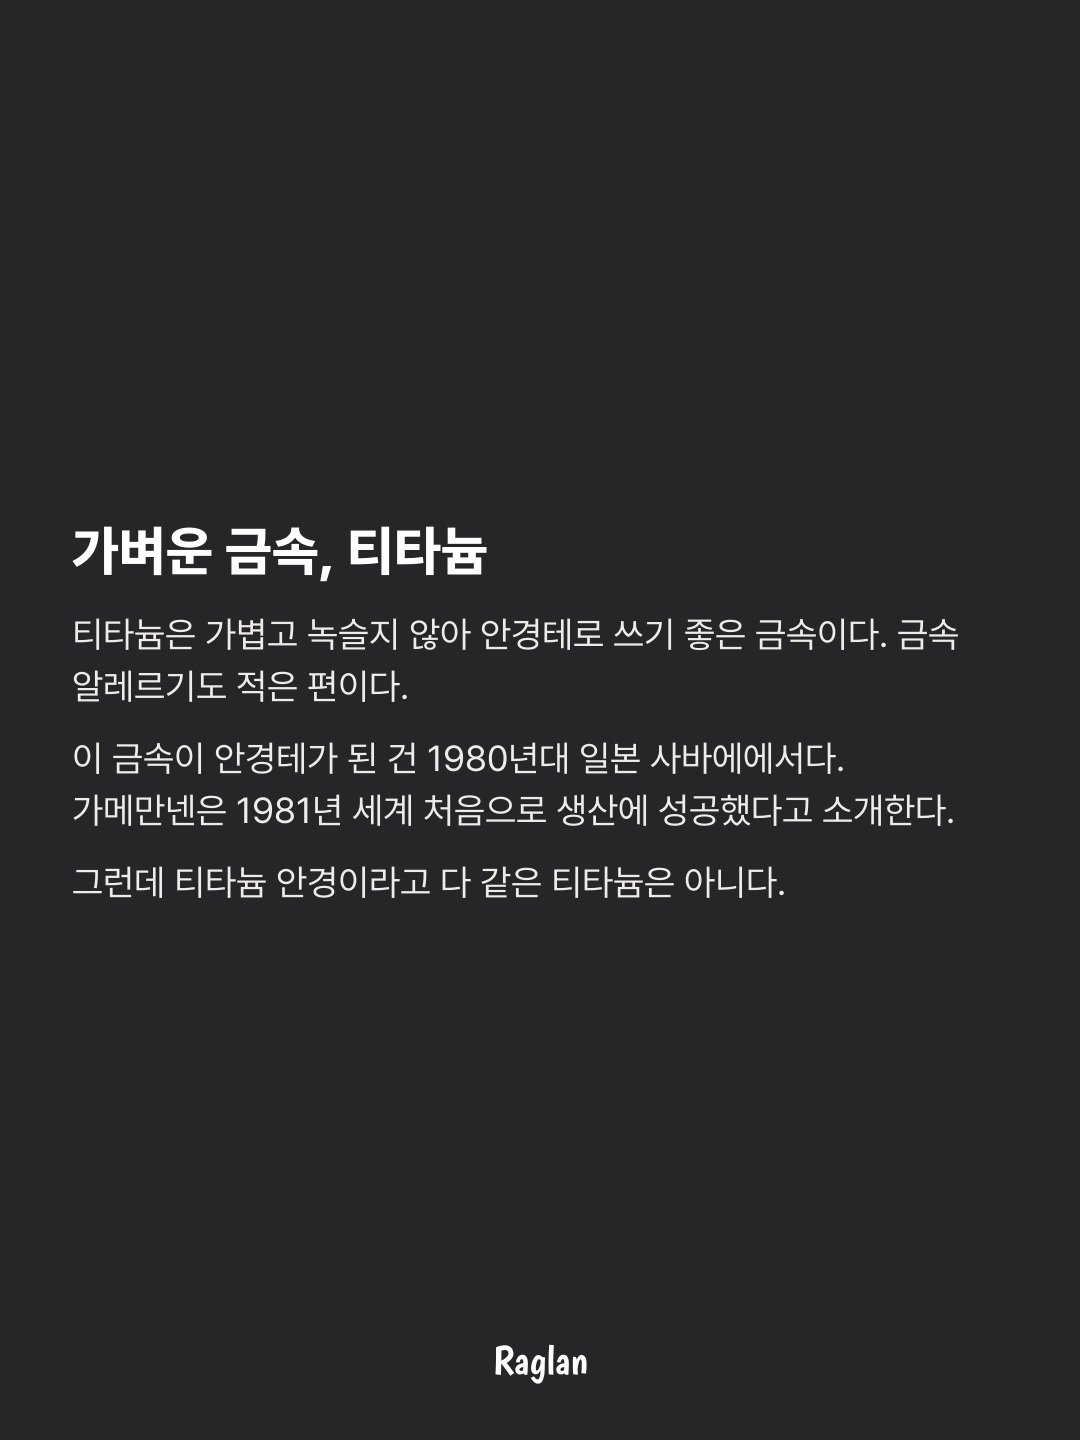 가벼운 금속, 티타늄
티타늄은 가볍고 녹슬지 않아 안경테로 쓰기 좋은 금속이다. 금속
알레르기도 적은 편이다.
이 금속이 안경테가 된 건 1980년대 일본 사바에에서다.
가메만넨은 1981년 세계 처음으로 생산에 성공했다고 소개한다.
그런데 티타늄 안경이라고 다 같은 티타늄은 아니다.
Raglan